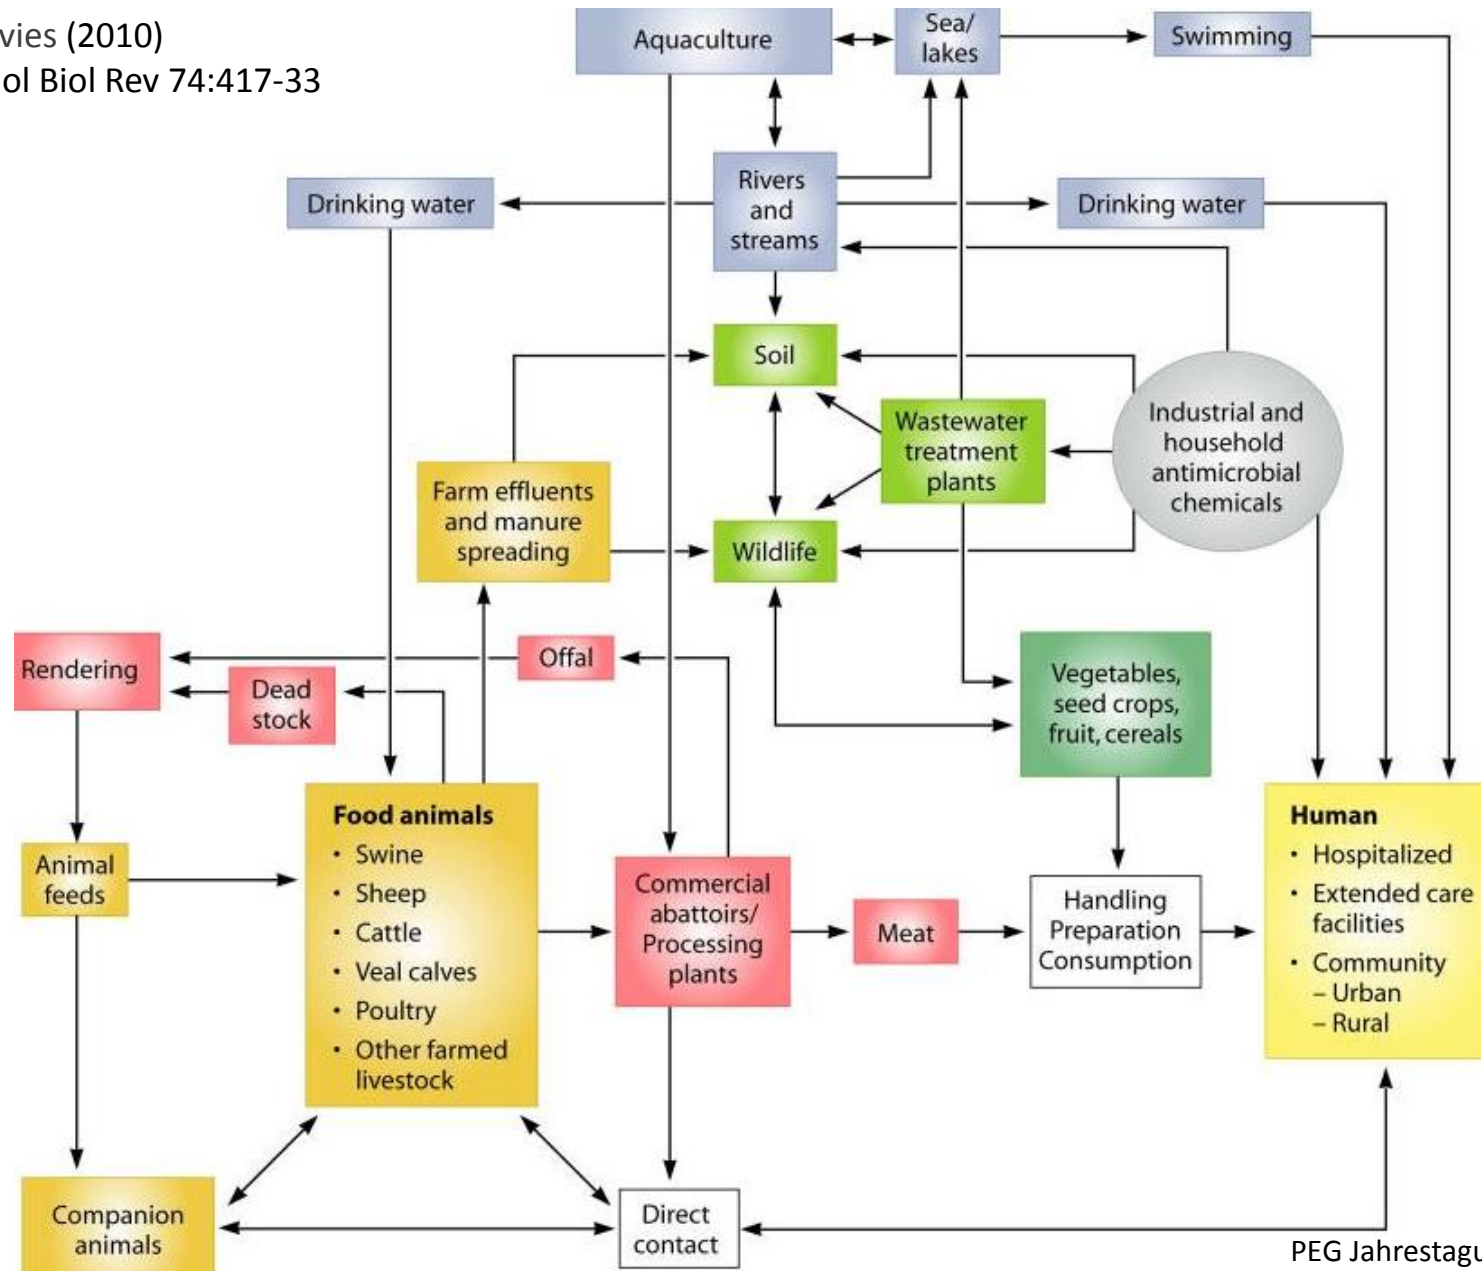 vies (2010)
ol Biol Rev 74:417-33
Aquaculture
Sea/
lakes
Swimming
Drinking water
Rivers
and
streams
Drinking water
Soil
Wastewater
treatment
plants
Industrial and
household
antimicrobial
chemicals
Farm effluents
and manure
spreading
Wildlife
Rendering
Dead
stock
Offal
Vegetables,
seed crops,
fruit, cereals
Animal
feeds
Food animals
• Swine
• Sheep
• Cattle
• Veal calves
• Poultry
• Other farmed
livestock
Commercial
abattoirs/
Processing
plants
Meat
Handling
Preparation
Consumption
Human
• Hospitalized
• Extended care
facilities
• Community
– Urban
– Rural
Companion
animals
Direct
contact
PEG Jahrestagu